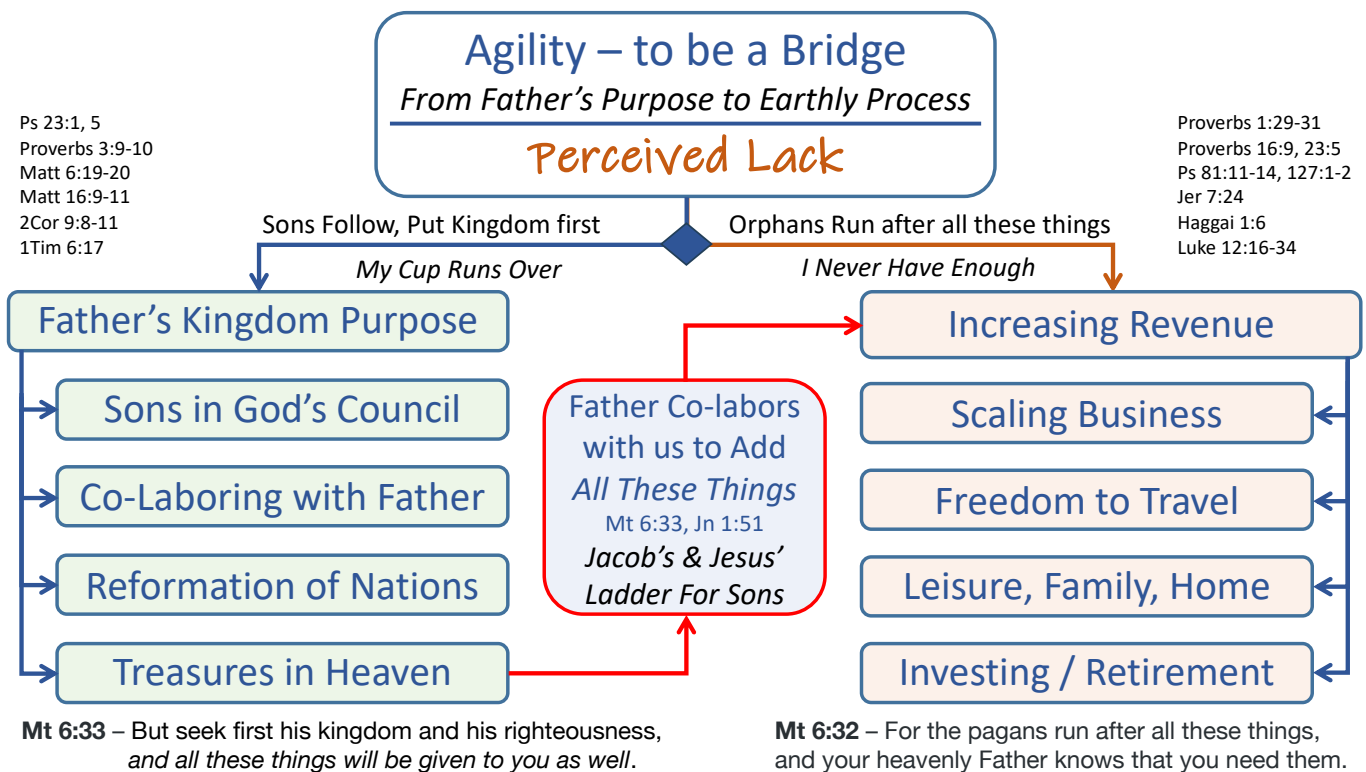 Agility – to be a Bridge
From Father's Purpose to Earthly Process
Perceived Lack
Ps 23:1, 5
Proverbs 3:9-10
Matt 6:19-20
Matt 16:9-11
2Cor 9:8-11
1Tim 6:17
Proverbs 1:29-31
Proverbs 16:9, 23:5
Ps 81:11-14, 127:1-2
Jer 7:24
Haggai 1:6
Luke 12:16-34
Sons Follow, Put Kingdom first
My Cup Runs Over
Orphans Run after all these things
I Never Have Enough
Father's Kingdom Purpose
Sons in God's Council
Co-Laboring with Father
Reformation of Nations
Treasures in Heaven
Father Co-labors
with us to Add
All These Things
Mt 6:33, Jn 1:51
Jacob's & Jesus'
Ladder For Sons
Increasing Revenue
Scaling Business
Freedom to Travel
Leisure, Family, Home
Investing / Retirement
Mt 6:33 – But seek first his kingdom and his righteousness,
and all these things will be given to you as well.
Mt 6:32 – For the pagans run after all these things,
and your heavenly Father knows that you need them.